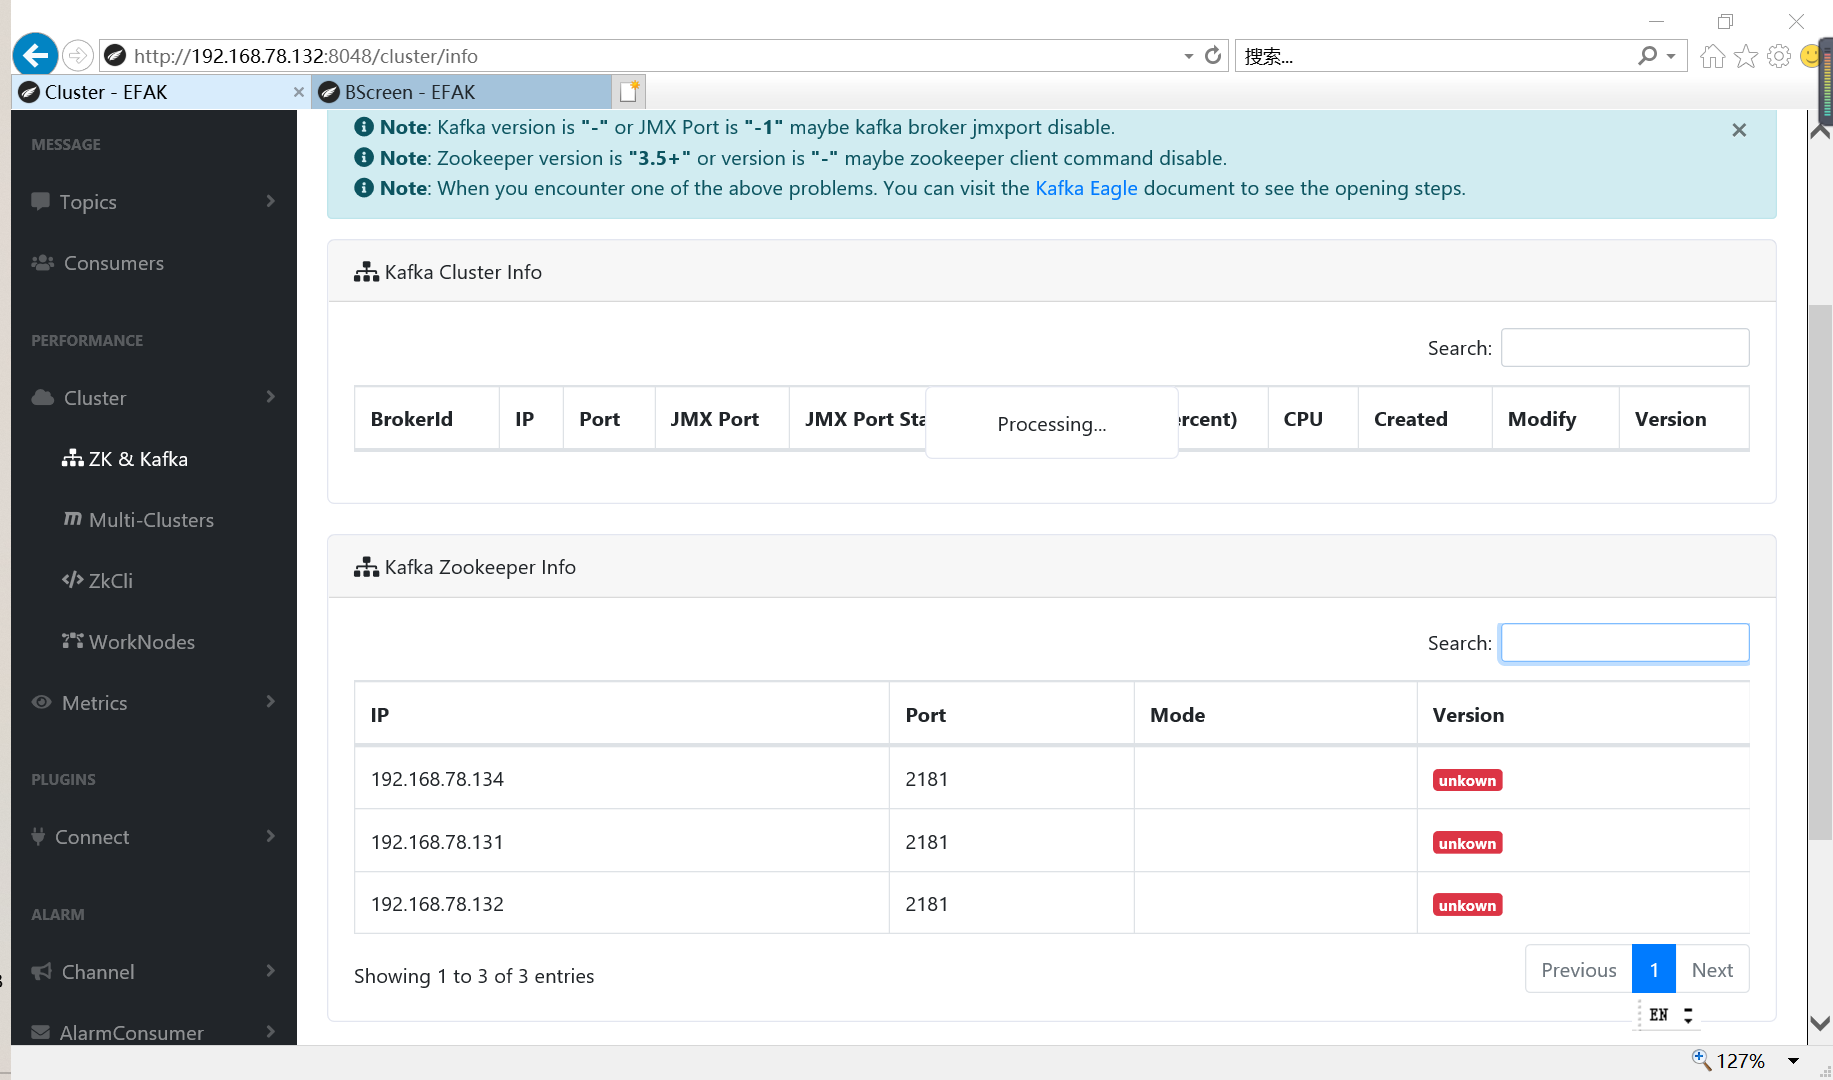 http://192.168.78.132:8048/cluster/info
搜索...
Cluster - EFAK
BScreen - EFAK
MESSAGE
Topics
Consumers
PERFORMANCE
Cluster
ZK & Kafka
Multi-Clusters
ZkCli
WorkNodes
Metrics
PLUGINS
Connect
ALARM
Channel
AlarmConsumer
Note: Kafka version is "-" or JMX Port is "-1" maybe kafka broker jmxport disable.
Note: Zookeeper version is "3.5+" or version is "-" maybe zookeeper client command disable.
Note: When you encounter one of the above problems. You can visit the Kafka Eagle document to see the opening steps.
Kafka Cluster Info
Search:
BrokerId IP Port JMX Port JMX Port Sta Processing... rcent) CPU Created Modify Version
Kafka Zookeeper Info
Search:
IP Port Mode Version
192.168.78.134 2181 unkown
192.168.78.131 2181 unkown
192.168.78.132 2181 unkown
Showing 1 to 3 of 3 entries
Previous 1 Next
EN
127%